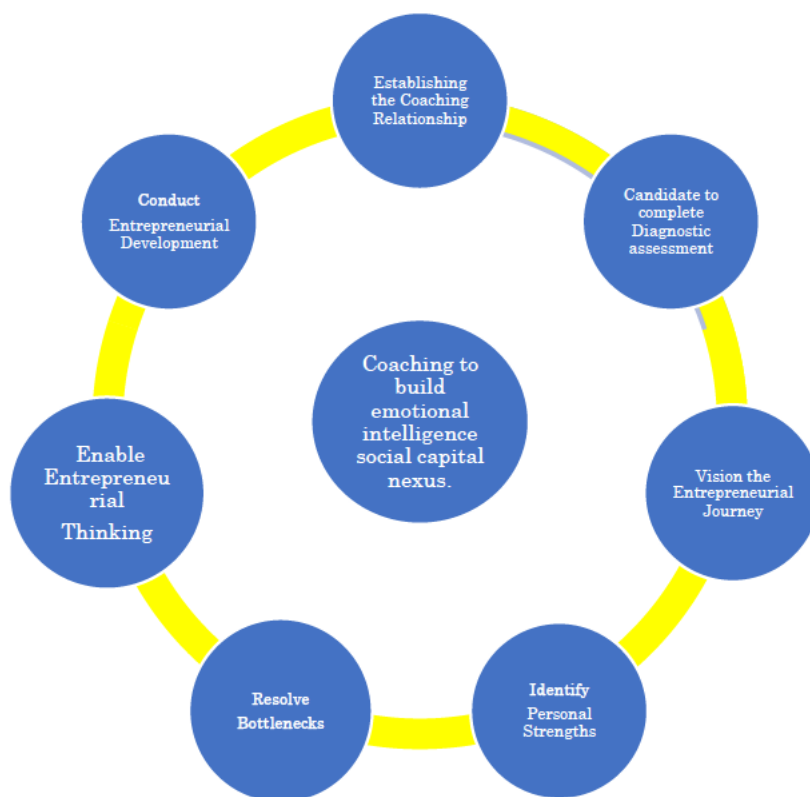 Establishing
the Coaching
Relationship
Candidate to
complete
Diagnostic
assessment
Vision the
Entrepreneurial
Journey
Identify
Personal
Strengths
Resolve
Bottlenecks
Enable
Entrepreneu
rial
Thinking
Conduct
Entrepreneurial
Development
Coaching to
build
emotional
intelligence
social capital
nexus.